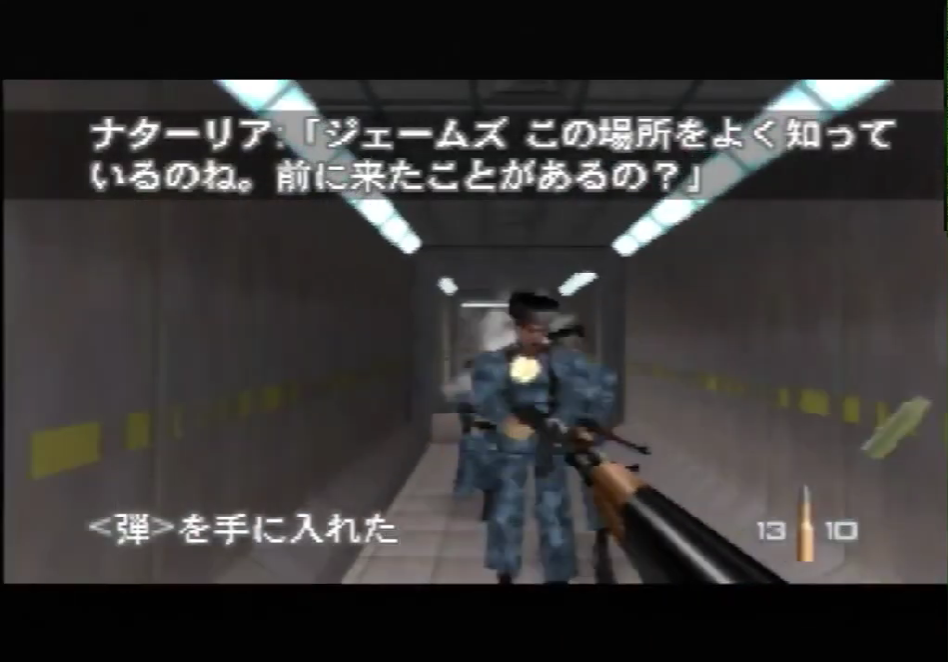 ナターリア:「ジェームズ この場所をよく知って
いるのね。前に来たことがあるの？」
<弾>を手に入れた
13 10